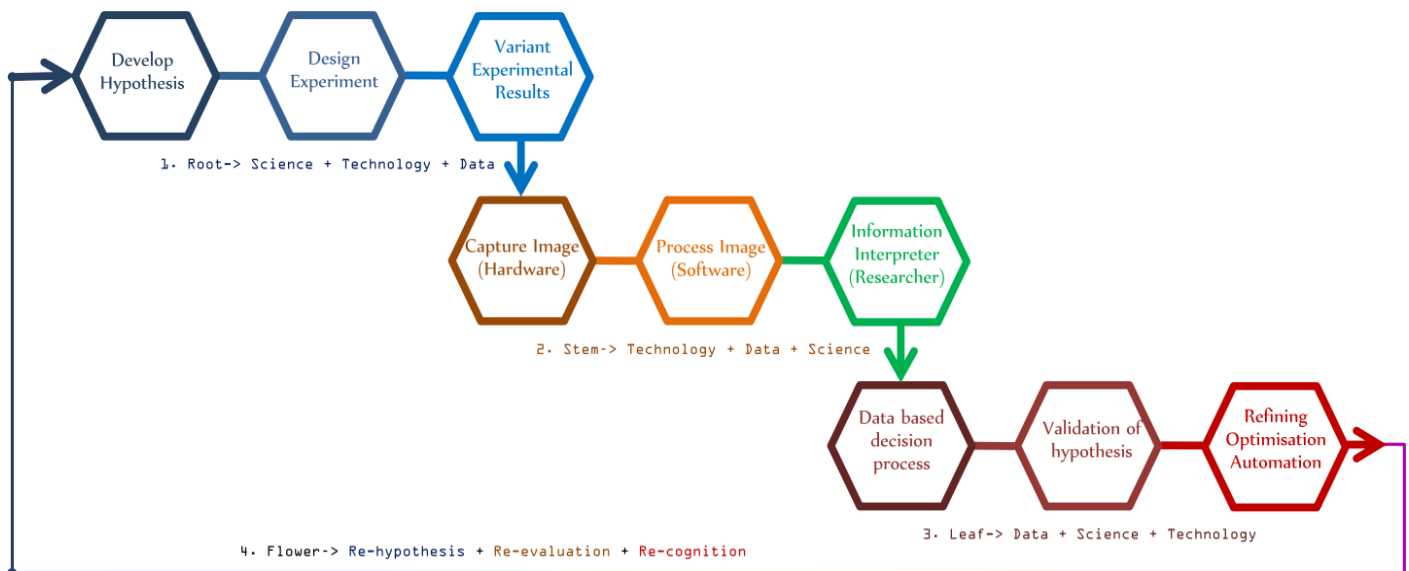 Develop
Hypothesis
Design
Experiment
Variant
Experimental
Results
1. Root-> Science + Technology + Data
Capture Image
(Hardware)
Process Image
(Software)
Information
Interpreter
(Researcher)
2. Stem-> Technology + Data + Science
Data based
decision
process
Validation of
hypothesis
Refining
Optimisation
Automation
3. Leaf-> Data + Science + Technology
4. Flower-> Re-hypothesis + Re-evaluation + Re-cognition